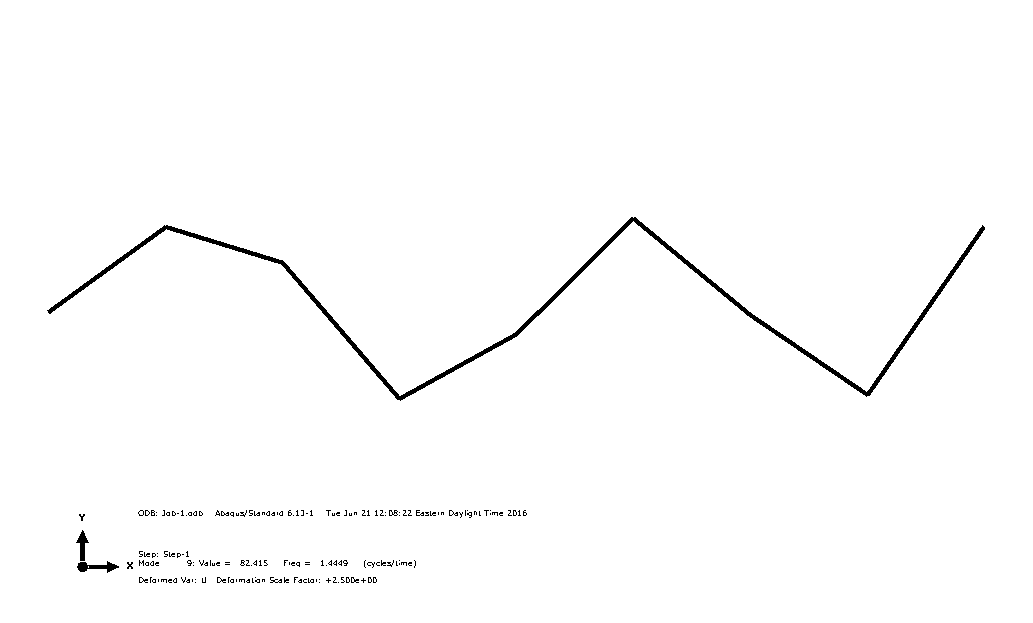 Y
ODB: Job-1.odb Abaqus/Standard 6.13-1 Tue Jun 21 12:08:22 Eastern Daylight Time 2016
Step: Step-1
X
Mode 9: Value = 82.415 Freq = 1.4449 (cycles/time)
Deformed Var: U Deformation Scale Factor: +2.500e+00